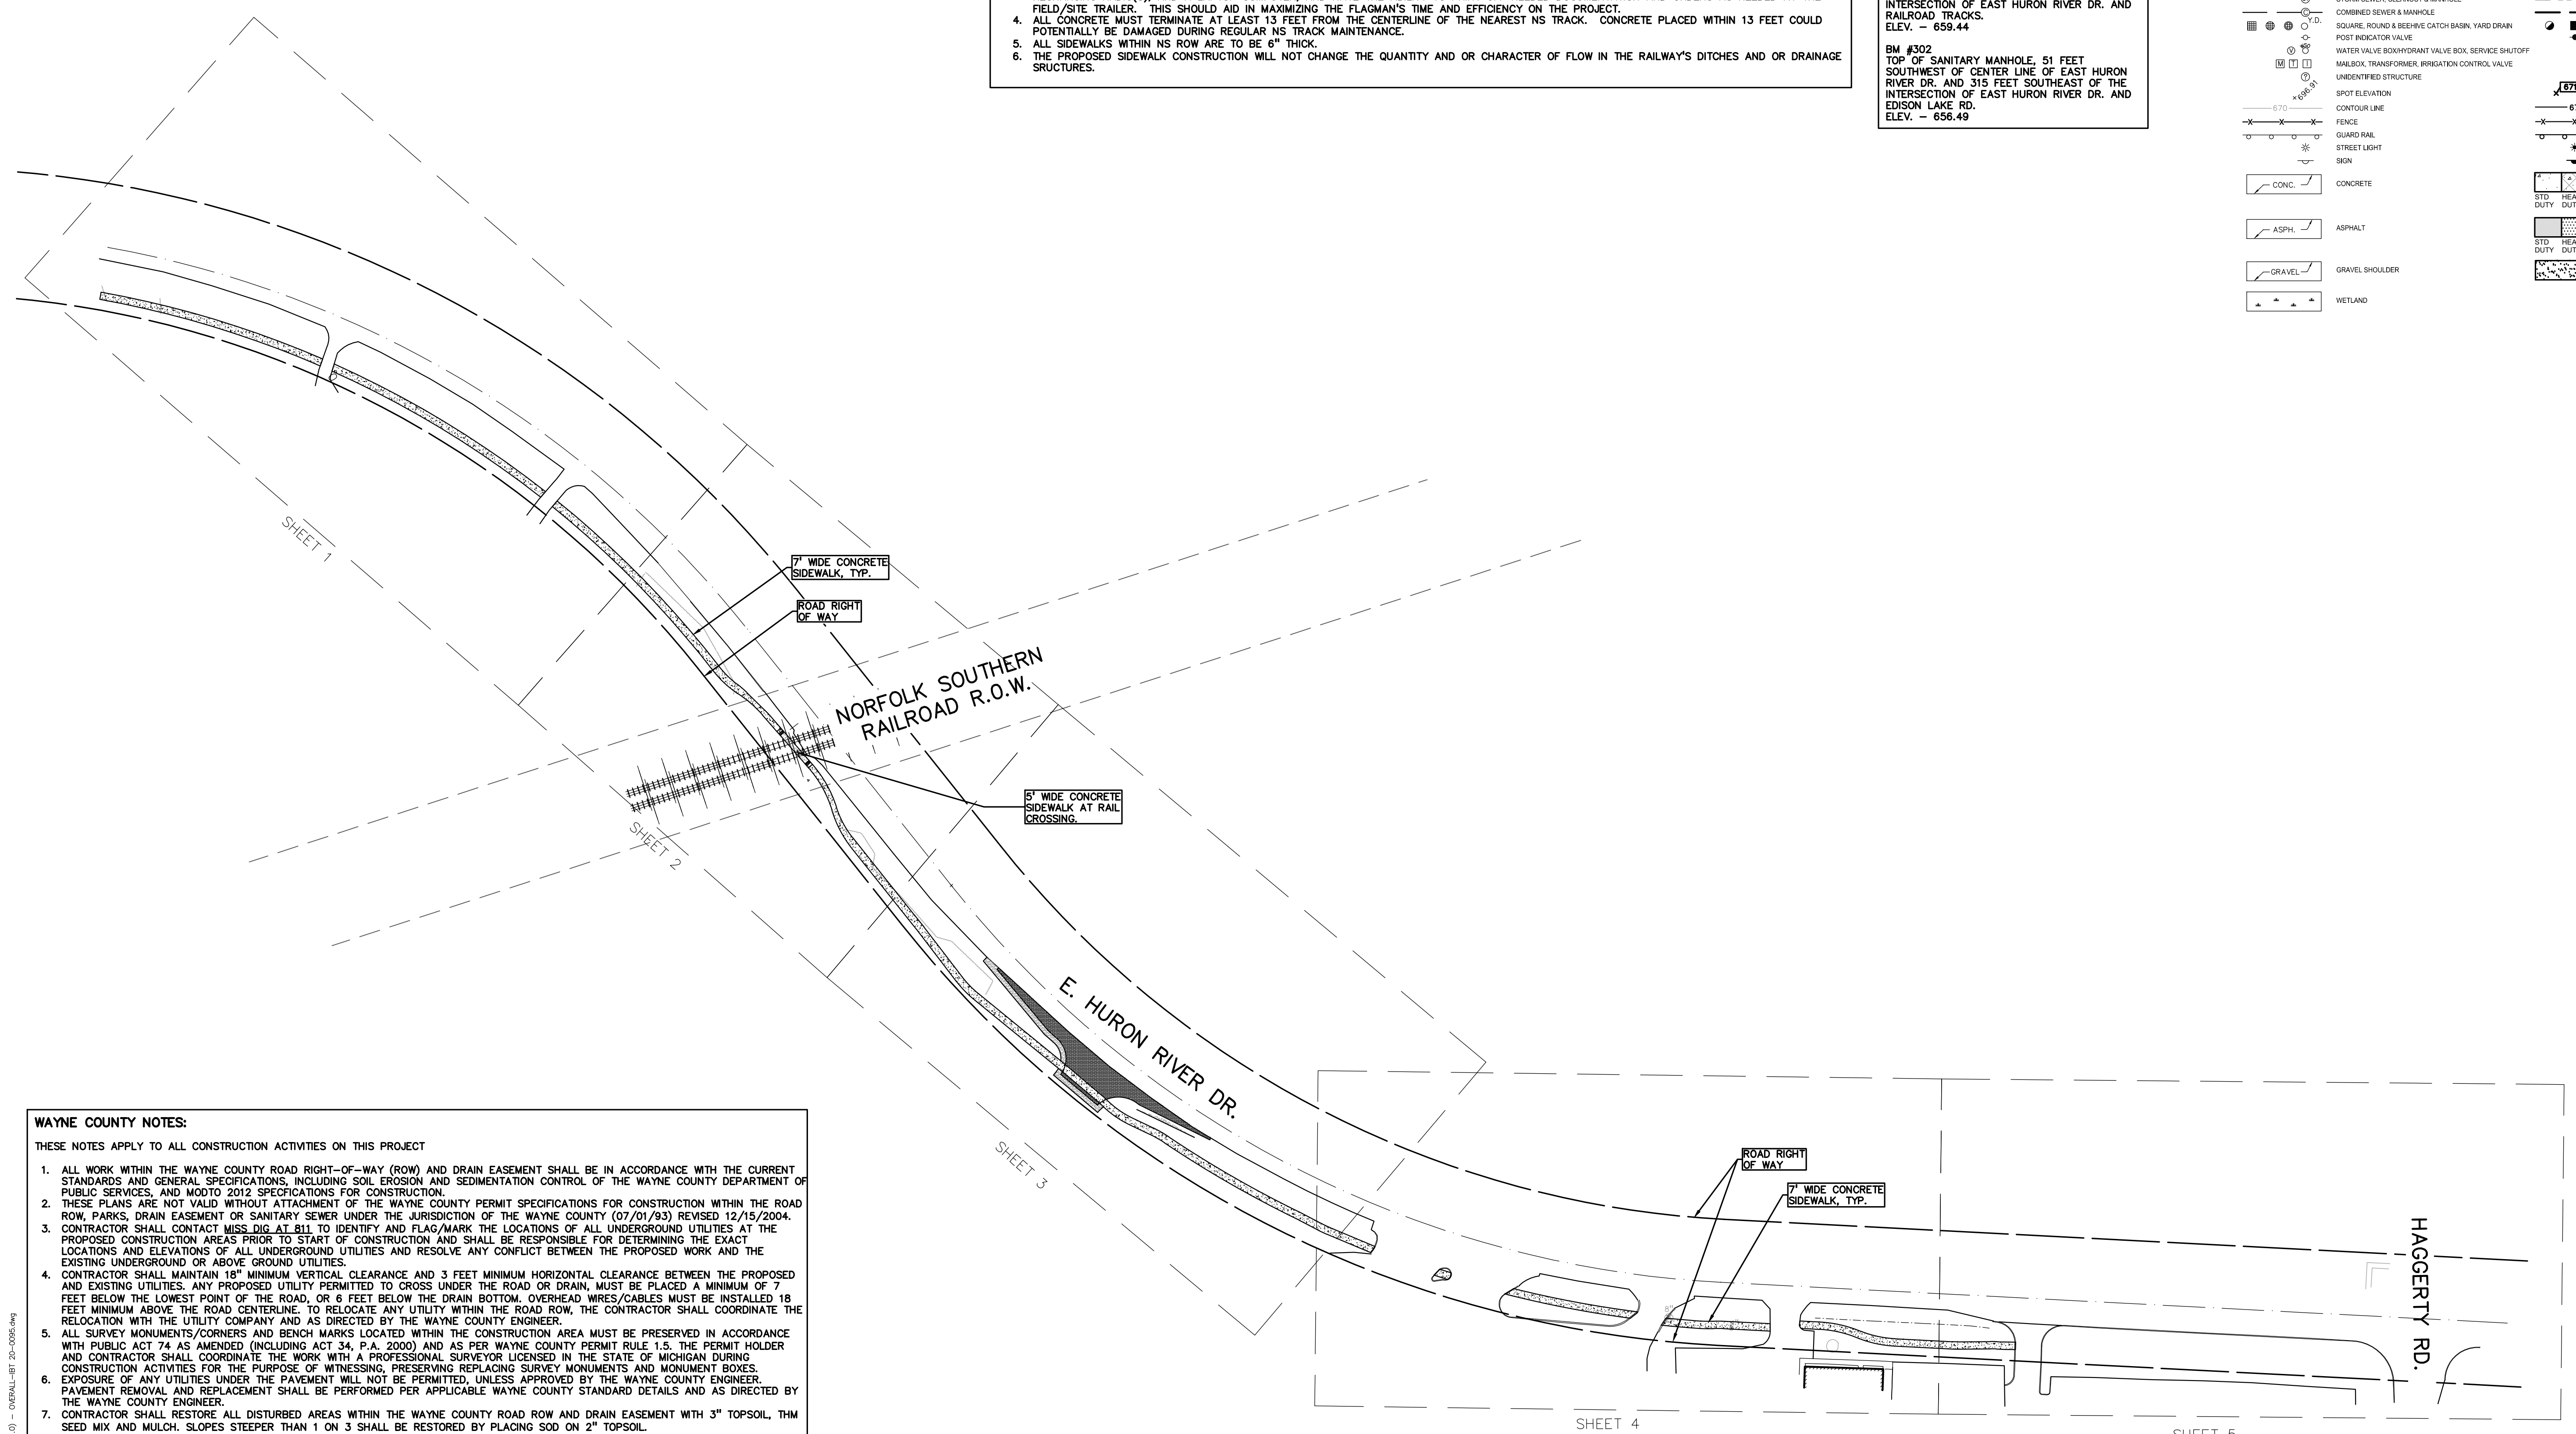 FIELD/SITE TRAILER. THIS SHOULD AID IN MAXIMIZING THE FLAGMAN'S TIME AND EFFICIENCY ON THE PROJECT.
4. ALL CONCRETE MUST TERMINATE AT LEAST 13 FEET FROM THE CENTERLINE OF THE NEAREST NS TRACK. CONCRETE PLACED WITHIN 13 FEET COULD
POTENTIALLY BE DAMAGED DURING REGULAR NS TRACK MAINTENANCE.
5. ALL SIDEWALKS WITHIN NS ROW ARE TO BE 6" THICK.
6. THE PROPOSED SIDEWALK CONSTRUCTION WILL NOT CHANGE THE QUANTITY AND OR CHARACTER OF FLOW IN THE RAILWAY'S DITCHES AND OR DRAINAGE
SRUCTURES.
INTERSECTION OF EAST HURON RIVER DR. AND
RAILROAD TRACKS.
ELEV. - 659.44
BM #302
TOP OF SANITARY MANHOLE, 51 FEET
SOUTHWEST OF CENTER LINE OF EAST HURON
RIVER DR. AND 315 FEET SOUTHEAST OF THE
INTERSECTION OF EAST HURON RIVER DR. AND
EDISON LAKE RD.
ELEV. - 656.49
C COMBINED SEWER & MANHOLE
Y.D. SQUARE, ROUND & BEEHIVE CATCH BASIN, YARD DRAIN
POST INDICATOR VALVE
V WATER VALVE BOX/HYDRANT VALVE BOX, SERVICE SHUTOFF
M T I MAILBOX, TRANSFORMER, IRRIGATION CONTROL VALVE
? UNIDENTIFIED STRUCTURE
×696.91 SPOT ELEVATION 671
670 CONTOUR LINE
X X X FENCE
GUARD RAIL
STREET LIGHT
SIGN
CONC. CONCRETE
STD
DUTY
ASPH. ASPHALT
STD
DUTY
GRAVEL GRAVEL SHOULDER
WETLAND
SHEET 1
7' WIDE CONCRETE
SIDEWALK, TYP.
ROAD RIGHT
OF WAY
NORFOLK SOUTHERN
RAILROAD R.O.W.
5' WIDE CONCRETE
SIDEWALK AT RAIL
CROSSING.
SHEET 2
E. HURON RIVER DR.
SHEET 3
ROAD RIGHT
OF WAY
7' WIDE CONCRETE
SIDEWALK, TYP.
HAGGERTY RD.
8"
SHEET 4
SHEET 5
WAYNE COUNTY NOTES:
THESE NOTES APPLY TO ALL CONSTRUCTION ACTIVITIES ON THIS PROJECT
1. ALL WORK WITHIN THE WAYNE COUNTY ROAD RIGHT-OF-WAY (ROW) AND DRAIN EASEMENT SHALL BE IN ACCORDANCE WITH THE CURRENT
STANDARDS AND GENERAL SPECIFICATIONS, INCLUDING SOIL EROSION AND SEDIMENTATION CONTROL OF THE WAYNE COUNTY DEPARTMENT OF
PUBLIC SERVICES, AND MODTO 2012 SPECFICATIONS FOR CONSTRUCTION.
2. THESE PLANS ARE NOT VALID WITHOUT ATTACHMENT OF THE WAYNE COUNTY PERMIT SPECIFICATIONS FOR CONSTRUCTION WITHIN THE ROAD
ROW, PARKS, DRAIN EASEMENT OR SANITARY SEWER UNDER THE JURISDICTION OF THE WAYNE COUNTY (07/01/93) REVISED 12/15/2004.
3. CONTRACTOR SHALL CONTACT MISS DIG AT 811 TO IDENTIFY AND FLAG/MARK THE LOCATIONS OF ALL UNDERGROUND UTILITIES AT THE
PROPOSED CONSTRUCTION AREAS PRIOR TO START OF CONSTRUCTION AND SHALL BE RESPONSIBLE FOR DETERMINING THE EXACT
LOCATIONS AND ELEVATIONS OF ALL UNDERGROUND UTILITIES AND RESOLVE ANY CONFLICT BETWEEN THE PROPOSED WORK AND THE
EXISTING UNDERGROUND OR ABOVE GROUND UTILITIES.
4. CONTRACTOR SHALL MAINTAIN 18" MINIMUM VERTICAL CLEARANCE AND 3 FEET MINIMUM HORIZONTAL CLEARANCE BETWEEN THE PROPOSED
AND EXISTING UTILITIES. ANY PROPOSED UTILITY PERMITTED TO CROSS UNDER THE ROAD OR DRAIN, MUST BE PLACED A MINIMUM OF 7
FEET BELOW THE LOWEST POINT OF THE ROAD, OR 6 FEET BELOW THE DRAIN BOTTOM. OVERHEAD WIRES/CABLES MUST BE INSTALLED 18
FEET MINIMUM ABOVE THE ROAD CENTERLINE. TO RELOCATE ANY UTILITY WITHIN THE ROAD ROW, THE CONTRACTOR SHALL COORDINATE THE
RELOCATION WITH THE UTILITY COMPANY AND AS DIRECTED BY THE WAYNE COUNTY ENGINEER.
5. ALL SURVEY MONUMENTS/CORNERS AND BENCH MARKS LOCATED WITHIN THE CONSTRUCTION AREA MUST BE PRESERVED IN ACCORDANCE
WITH PUBLIC ACT 74 AS AMENDED (INCLUDING ACT 34, P.A. 2000) AND AS PER WAYNE COUNTY PERMIT RULE 1.5. THE PERMIT HOLDER
AND CONTRACTOR SHALL COORDINATE THE WORK WITH A PROFESSIONAL SURVEYOR LICENSED IN THE STATE OF MICHIGAN DURING
CONSTRUCTION ACTIVITIES FOR THE PURPOSE OF WITNESSING, PRESERVING REPLACING SURVEY MONUMENTS AND MONUMENT BOXES.
6. EXPOSURE OF ANY UTILITIES UNDER THE PAVEMENT WILL NOT BE PERMITTED, UNLESS APPROVED BY THE WAYNE COUNTY ENGINEER.
PAVEMENT REMOVAL AND REPLACEMENT SHALL BE PERFORMED PER APPLICABLE WAYNE COUNTY STANDARD DETAILS AND AS DIRECTED BY
THE WAYNE COUNTY ENGINEER.
7. CONTRACTOR SHALL RESTORE ALL DISTURBED AREAS WITHIN THE WAYNE COUNTY ROAD ROW AND DRAIN EASEMENT WITH 3" TOPSOIL, THM
SEED MIX AND MULCH. SLOPES STEEPER THAN 1 ON 3 SHALL BE RESTORED BY PLACING SOD ON 2" TOPSOIL.
.0) - OVERALL-BT 20-0095.dwg